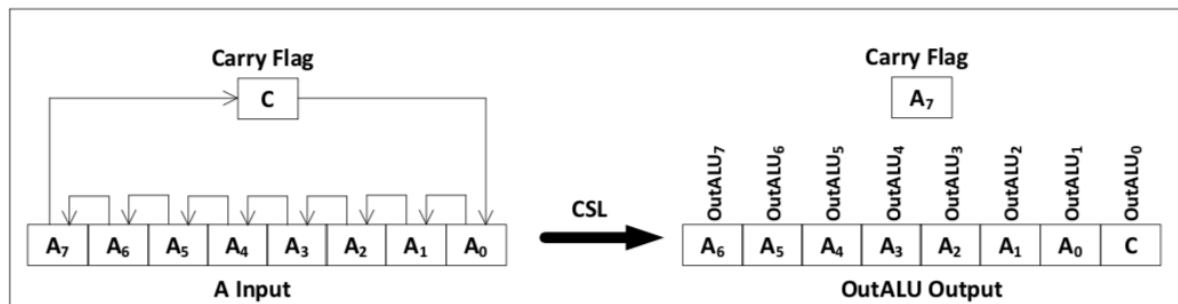 Carry Flag
C
A₇ A₆ A₅ A₄ A₃ A₂ A₁ A₀
A Input
CSL
Carry Flag
A₇
OutALU₇ OutALU₆ OutALU₅ OutALU₄ OutALU₃ OutALU₂ OutALU₁ OutALU₀
A₆ A₅ A₄ A₃ A₂ A₁ A₀ C
OutALU Output